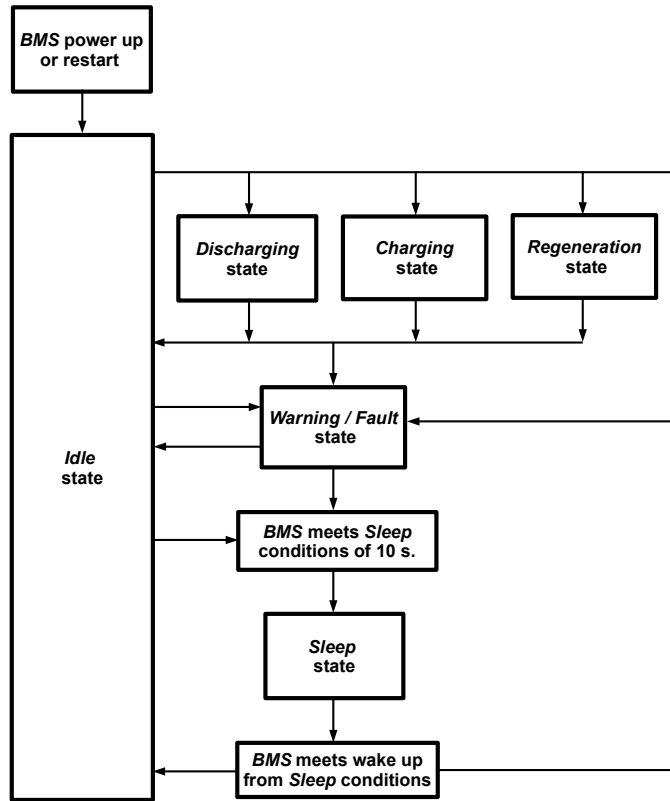 BMS power up
or restart
Discharging
state
Charging
state
Regeneration
state
Warning / Fault
state
Idle
state
BMS meets Sleep
conditions of 10 s.
Sleep
state
BMS meets wake up
from Sleep conditions